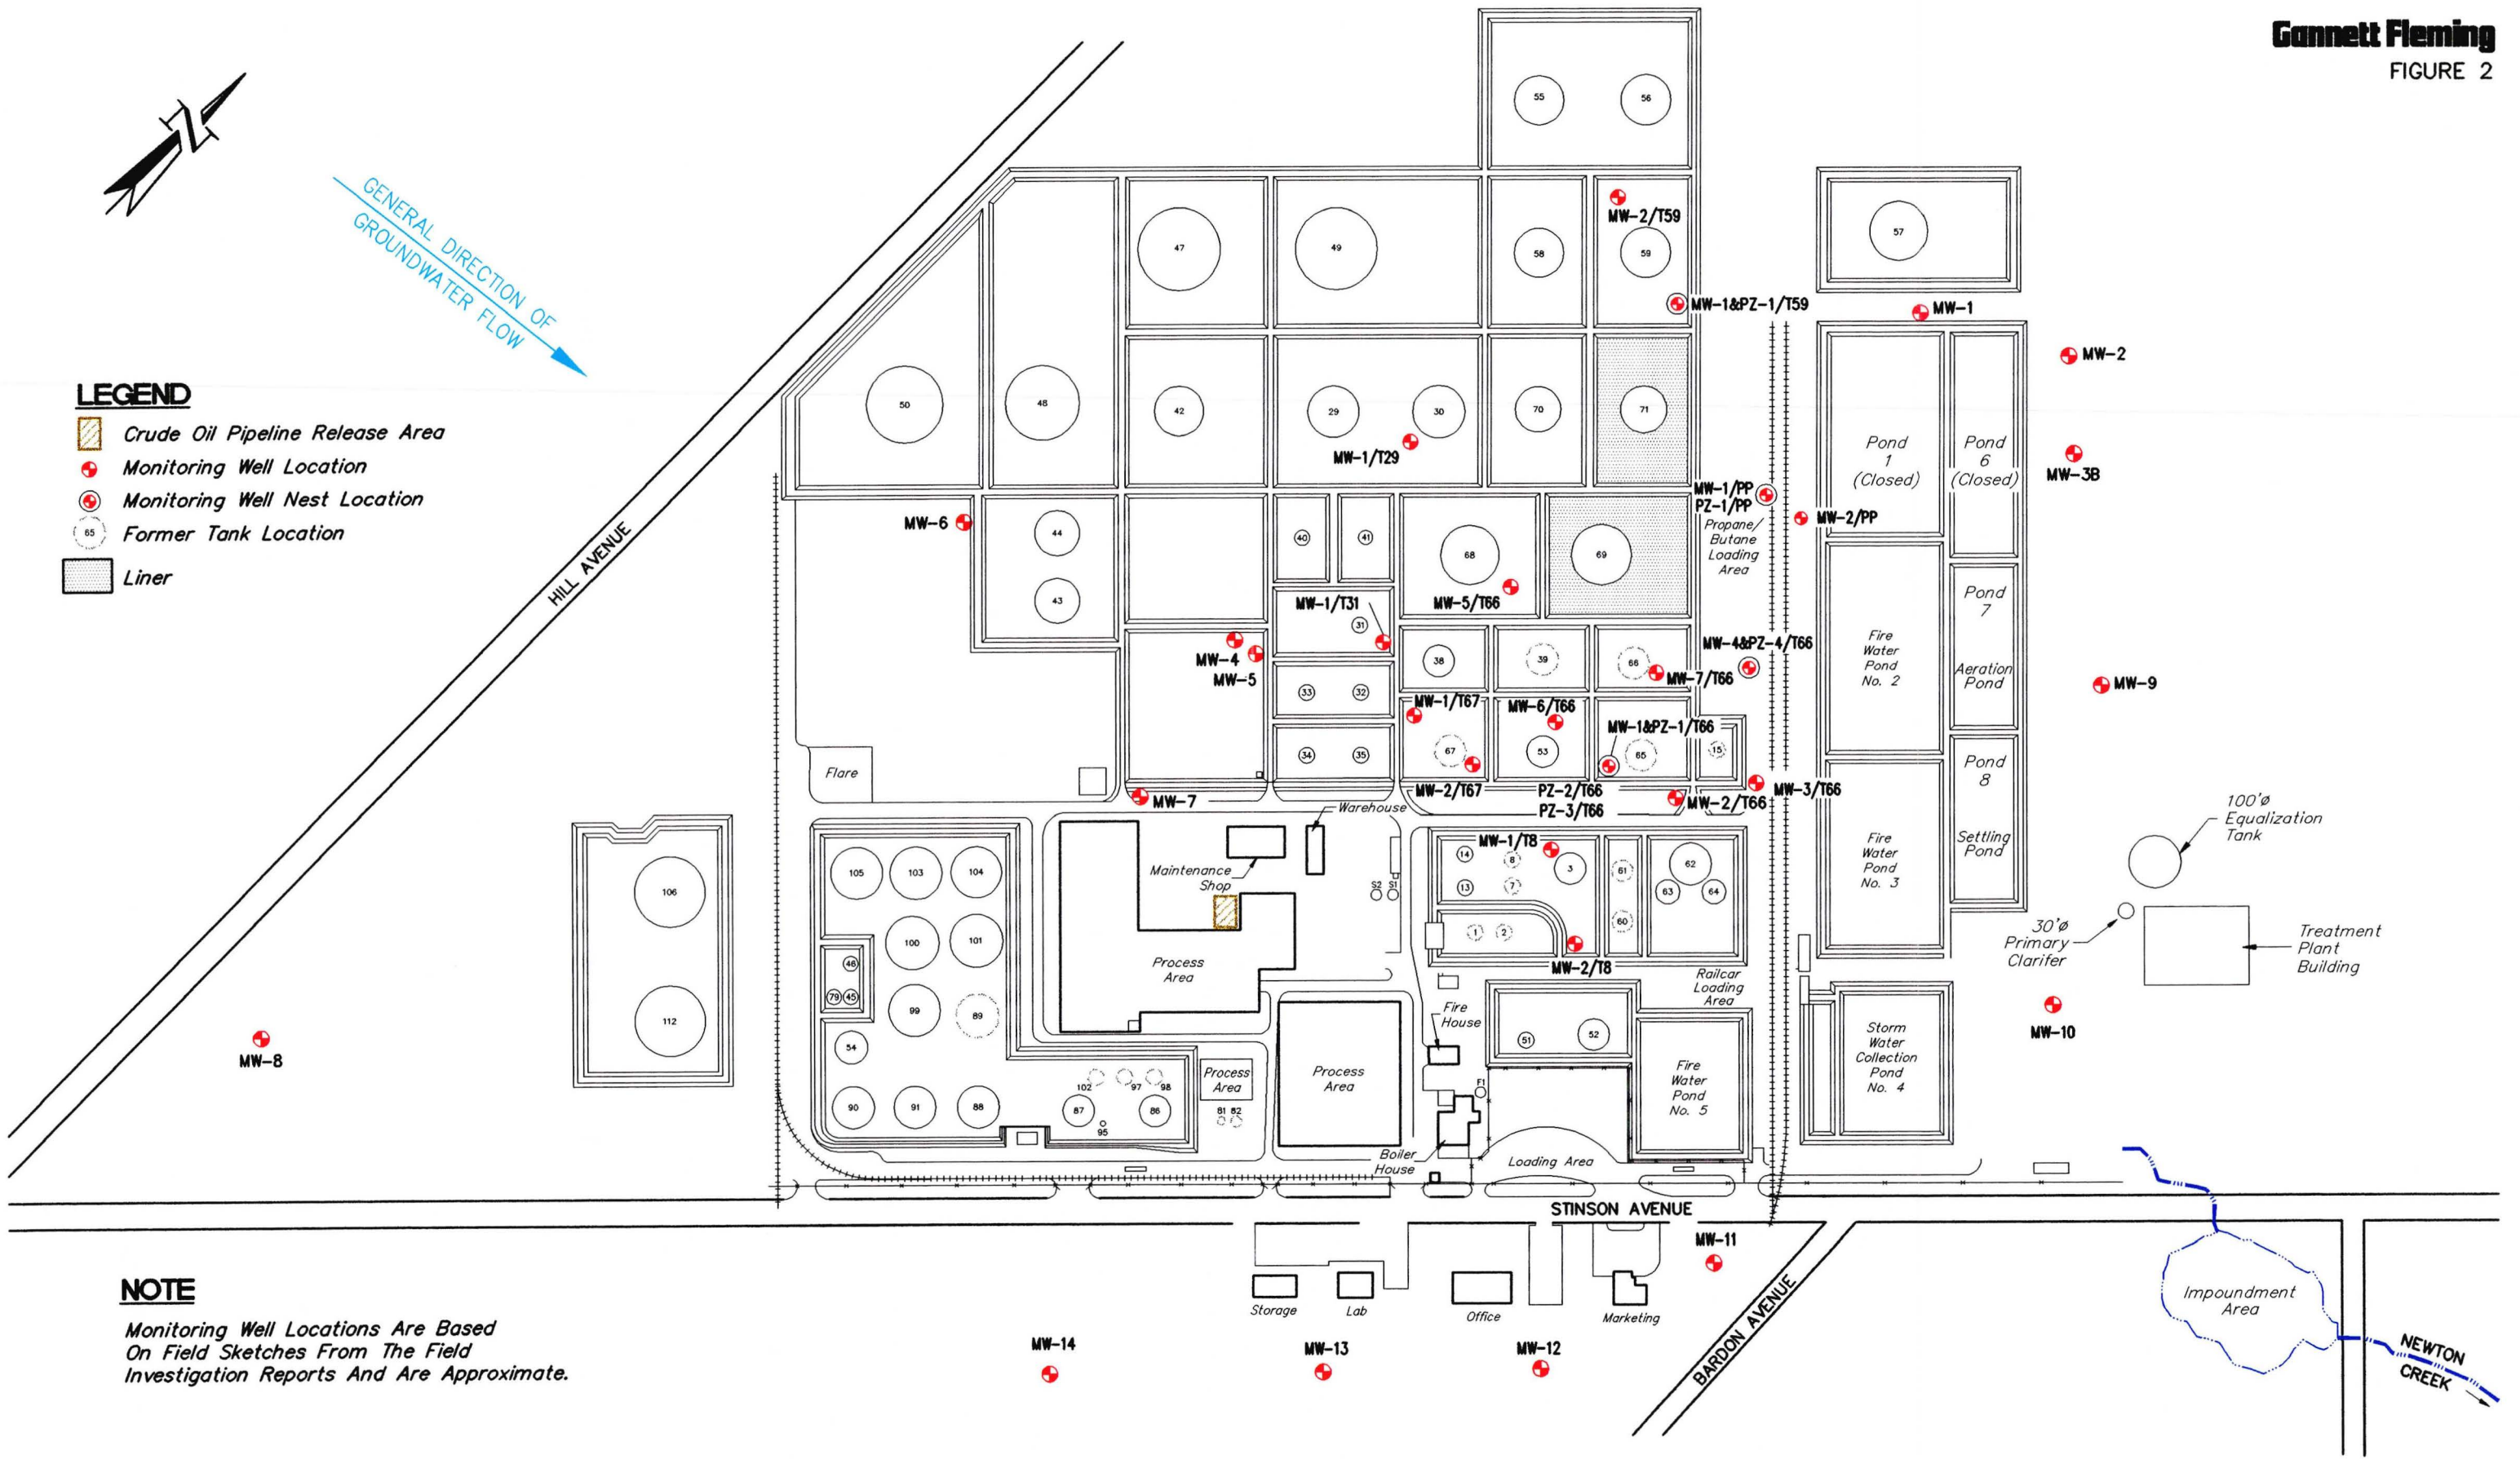 Gannett Fleming
FIGURE 2
N
GENERAL DIRECTION OF
GROUNDWATER FLOW
LEGEND
Crude Oil Pipeline Release Area
Monitoring Well Location
Monitoring Well Nest Location
65
Former Tank Location
Liner
HILL AVENUE
55
56
MW-2/T59
47
49
58
59
57
MW-1&PZ-1/T59
MW-1
MW-2
50
48
42
29
30
70
71
MW-1/T29
Pond
1
(Closed)
Pond
6
(Closed)
MW-3B
MW-1/PP
PZ-1/PP
MW-2/PP
Propane/
Butane
Loading
Area
MW-6
44
43
40
41
68
69
MW-1/T31
31
MW-5/T66
Pond
7
Aeration
Pond
Fire
Water
Pond
No. 2
MW-4
MW-5
38
39
66
MW-4&PZ-4/T66
MW-7/T66
MW-9
33
32
MW-1/T67
MW-6/T66
MW-1&PZ-1/T66
34
35
67
53
65
15
Flare
MW-7
MW-2/T67
PZ-2/T66
PZ-3/T66
MW-2/T66
MW-3/T66
Pond
8
Settling
Pond
Fire
Water
Pond
No. 3
100'ø
Equalization
Tank
Warehouse
Maintenance
Shop
S2
S1
MW-1/T8
14
8
3
13
7
61
62
63
64
1
2
60
MW-2/T8
106
112
105
103
104
100
101
46
79
45
99
89
54
90
91
88
102
97
98
87
86
95
Process
Area
Process
Area
81
82
Process
Area
Fire
House
F1
Boiler
House
51
52
Railcar
Loading
Area
Fire
Water
Pond
No. 5
Loading Area
Storm
Water
Collection
Pond
No. 4
30'ø
Primary
Clarifer
Treatment
Plant
Building
MW-10
MW-8
STINSON AVENUE
MW-11
Storage
Lab
Office
Marketing
BARDON AVENUE
Impoundment
Area
NEWTON
CREEK
MW-14
MW-13
MW-12
NOTE
Monitoring Well Locations Are Based
On Field Sketches From The Field
Investigation Reports And Are Approximate.